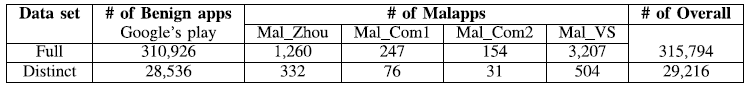 Data set # of Benign apps # of Malapps # of Overall
Google's play Mal_Zhou Mal_Com1 Mal_Com2 Mal_VS
Full 310,926 1,260 247 154 3,207 315,794
Distinct 28,536 332 76 31 504 29,216